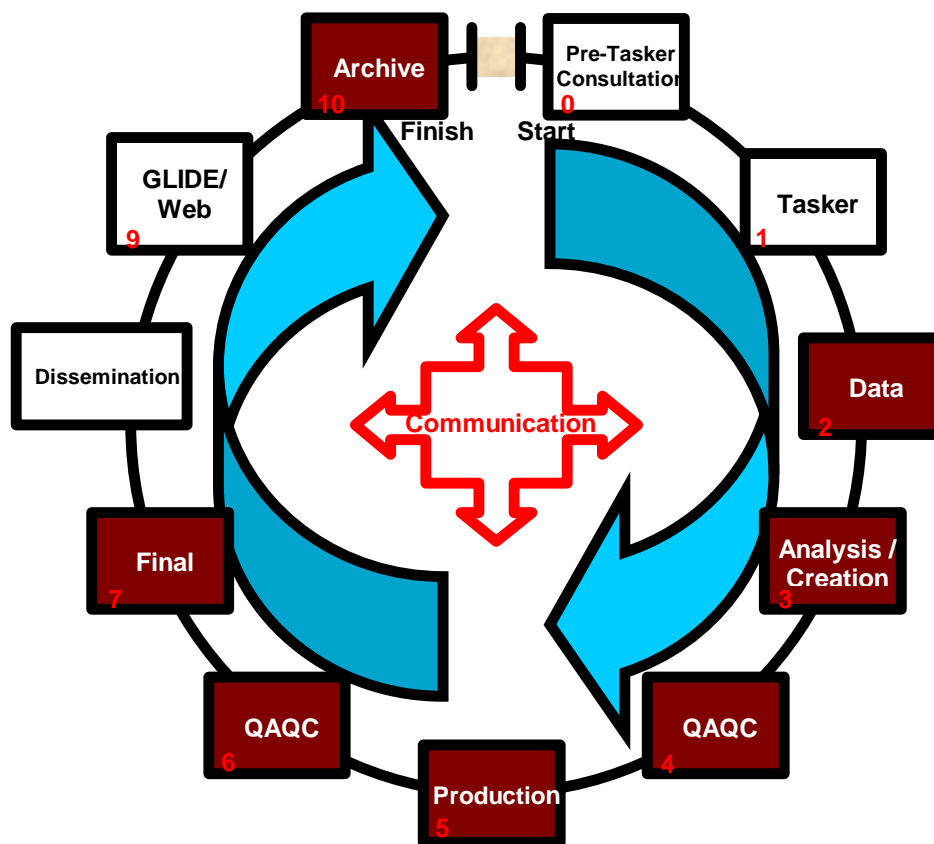 Pre-Tasker
Consultation
0
Start
Tasker
1
Data
2
Analysis /
Creation
3
QAQC
4
Production
5
QAQC
6
Final
7
Dissemination
GLIDE/
Web
9
Archive
10
Finish
Communication